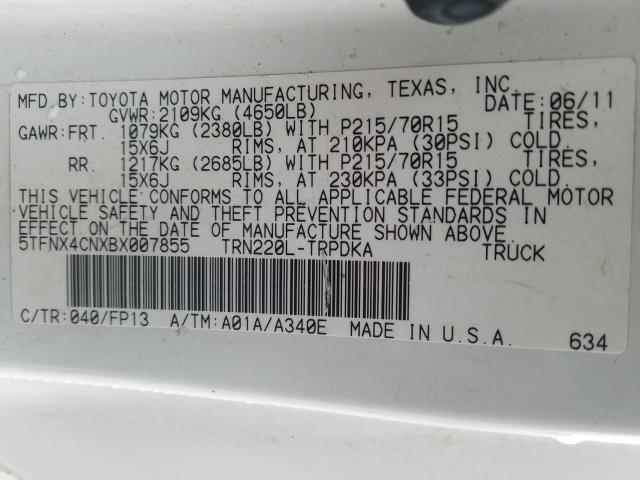 MFD. BY: TOYOTA MOTOR MANUFACTURING, TEXAS, INC.
GVWR: 2109KG (4650LB) DATE: 06/11
GAWR: FRT. 1079KG (2380LB) WITH P215/70R15 TIRES,
15X6J RIMS, AT 210KPA (30PSI) COLD.
RR 1217KG (2685LB) WITH P215/70R15 TIRES,
15X6J RIMS, AT 230KPA (33PSI) COLD.
THIS VEHICLE CONFORMS TO ALL APPLICABLE FEDERAL MOTOR
VEHICLE SAFETY AND THEFT PREVENTION STANDARDS IN
EFFECT ON THE DATE OF MANUFACTURE SHOWN ABOVE.
5TFNX4CNXBX007855 TRN220L-TRPDKA TRUCK
C/TR: 040/FP13 A/TM: A01A/A340E MADE IN U.S.A. 634